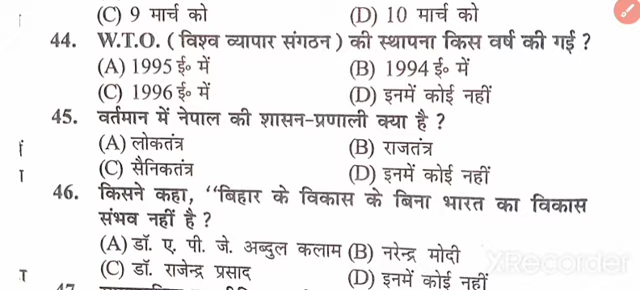 (C) 9 मार्च को (D) 10 मार्च को
44. W.T.O. ( विश्व व्यापार संगठन ) की स्थापना किस वर्ष की गई ?
(A) 1995 ई० में (B) 1994 ई० में
(C) 1996 ई० में (D) इनमें कोई नहीं
45. वर्तमान में नेपाल की शासन-प्रणाली क्या है ?
(A) लोकतंत्र (B) राजतंत्र
(C) सैनिकतंत्र (D) इनमें कोई नहीं
46. किसने कहा, ‘‘बिहार के विकास के बिना भारत का विकास
संभव नहीं है ?
(A) डॉ. ए. पी. जे. अब्दुल कलाम (B) नरेन्द्र मोदी
(C) डॉ. राजेन्द्र प्रसाद (D) इनमें कोई नहीं
XRecorder
47.